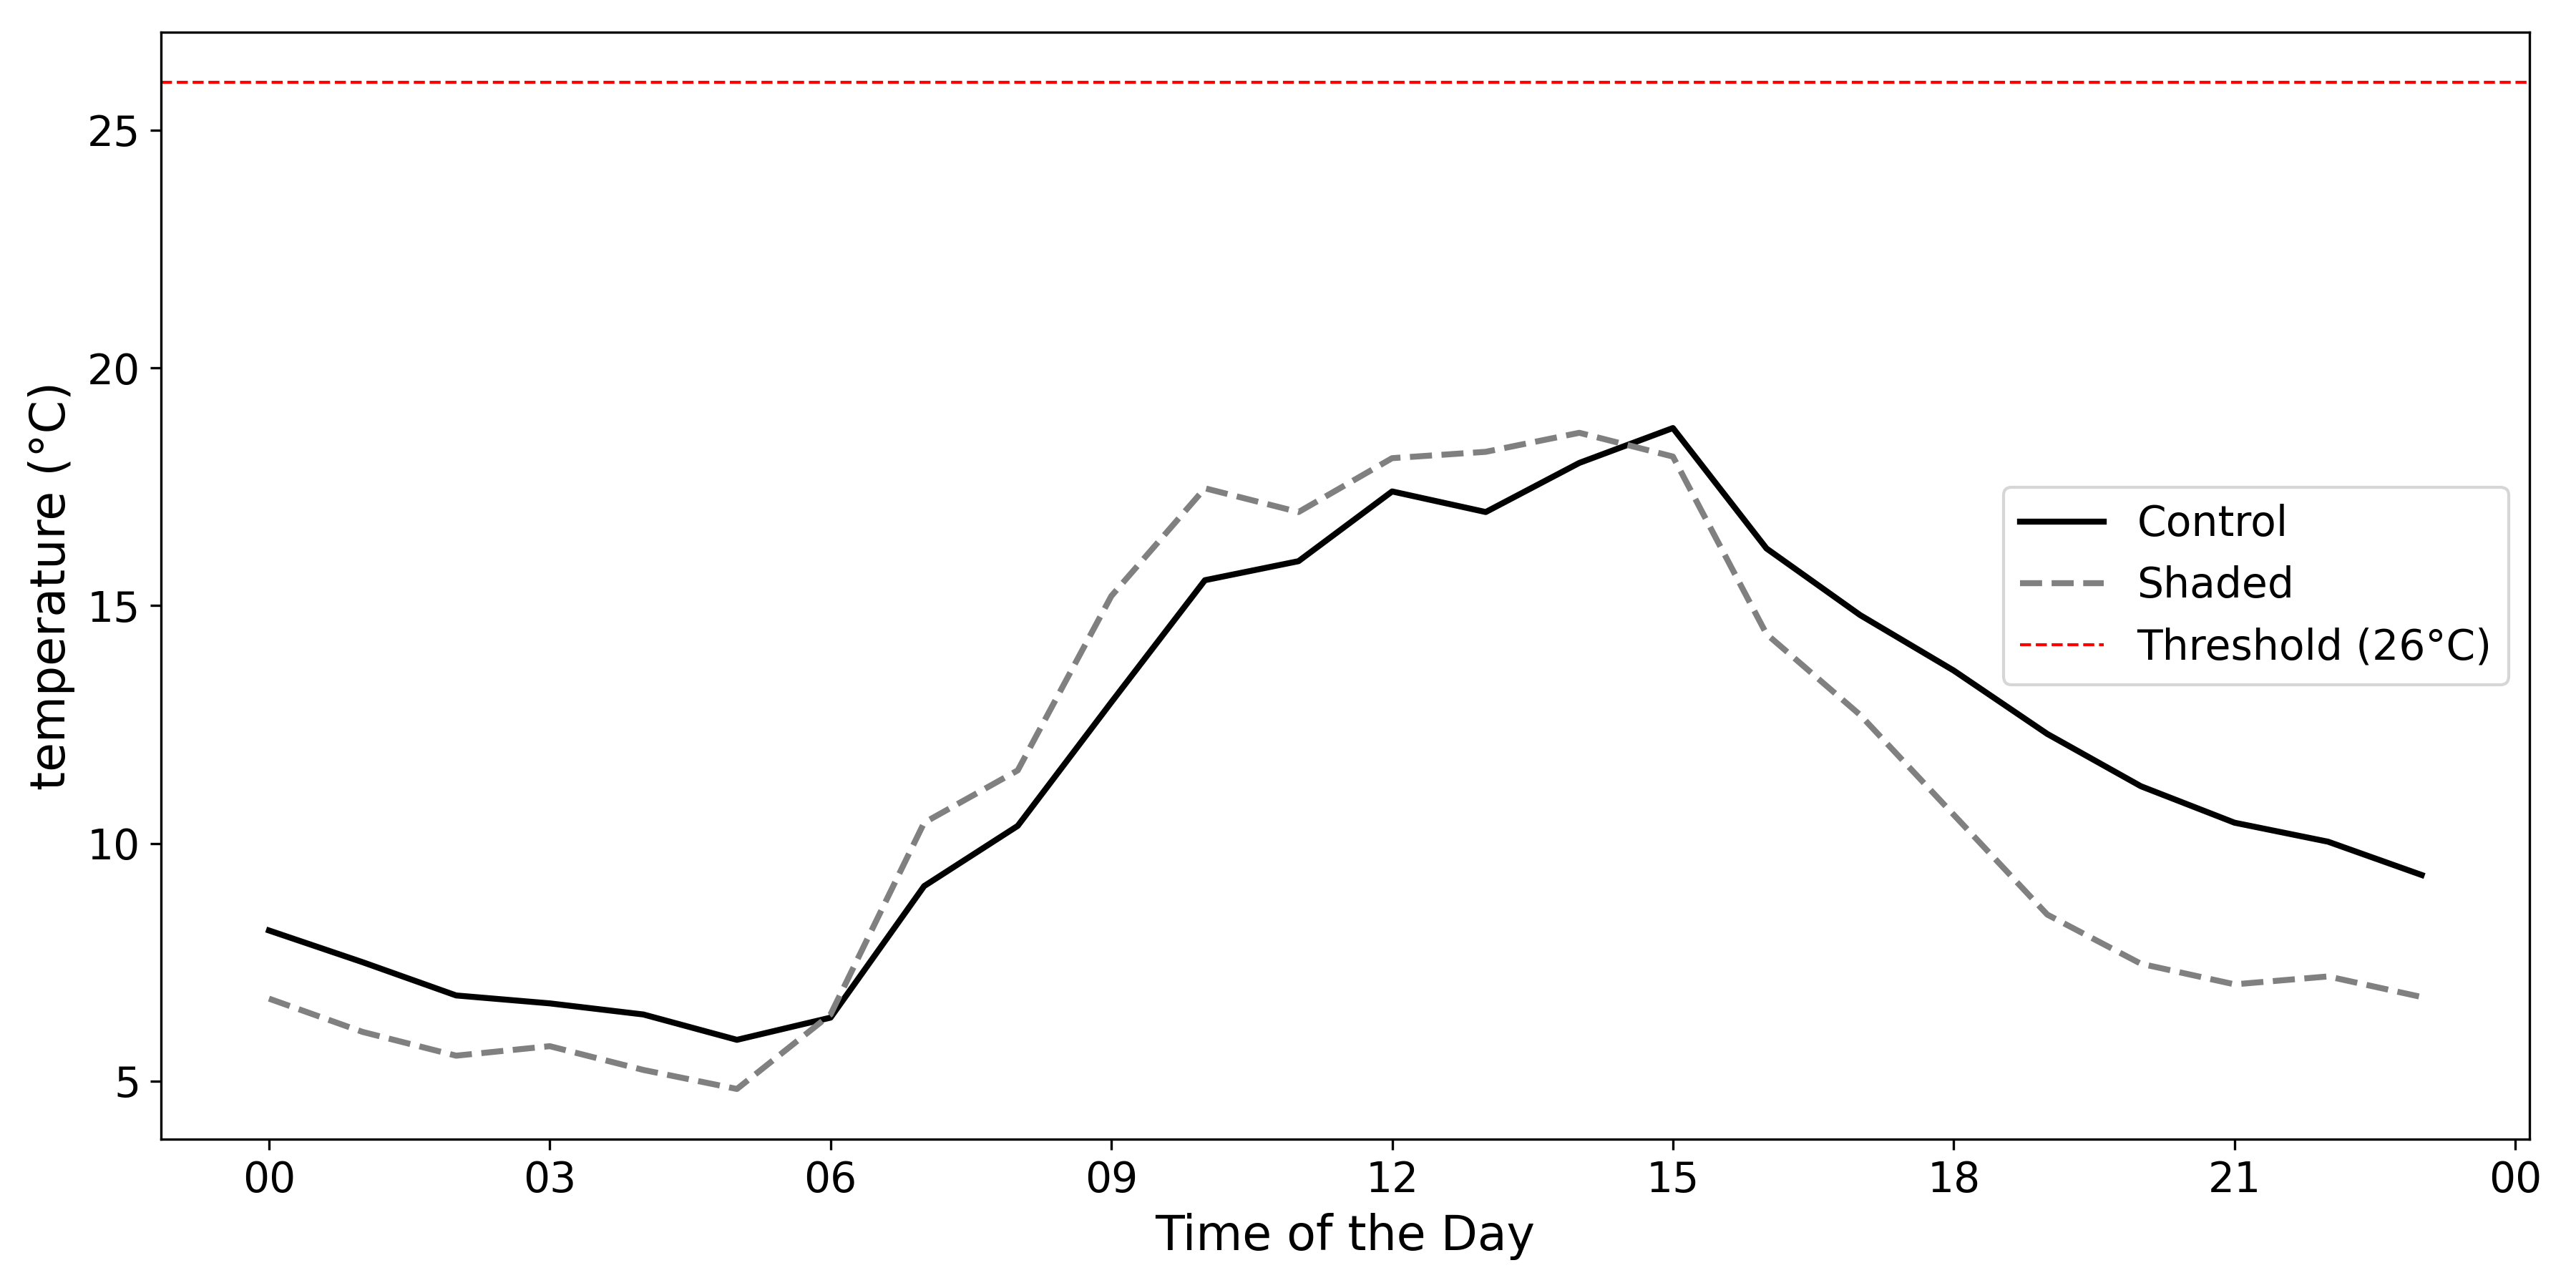 temperature (°C)
25
20
15
10
5
Control
Shaded
Threshold (26°C)
00 03 06 09 12 15 18 21 00
Time of the Day